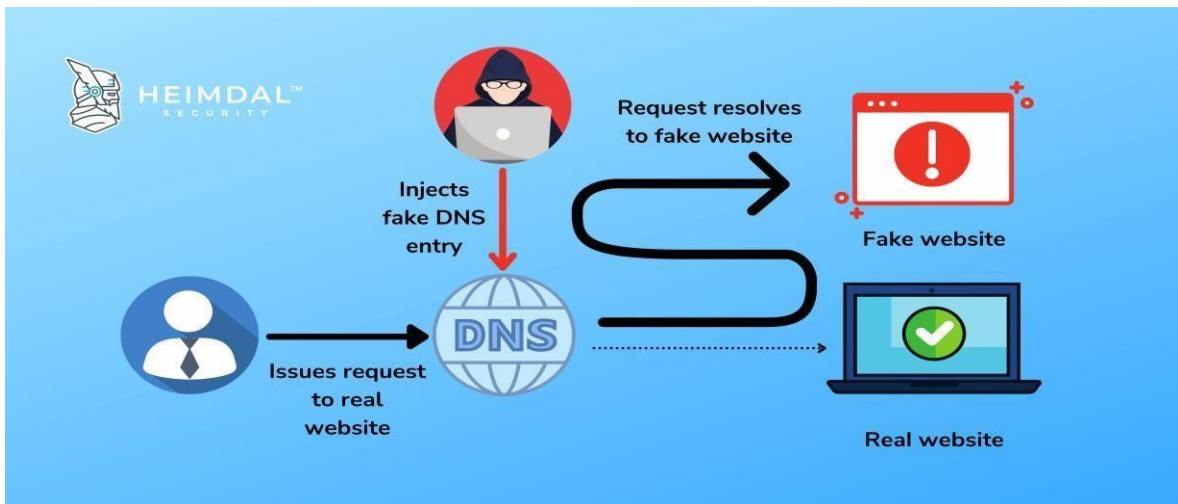 HEIMDAL™
SECURITY
Injects
fake DNS
entry
Request resolves
to fake website
Fake website
DNS
Issues request
to real
website
Real website